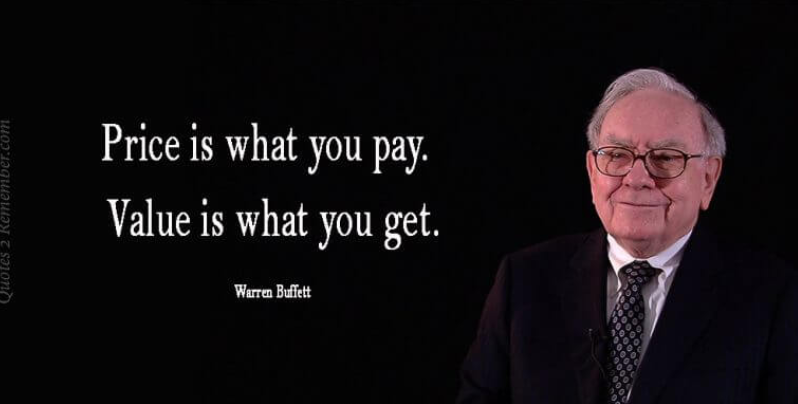 Price is what you pay.
Value is what you get.
Warren Buffett
Quotes 2 Remember.com